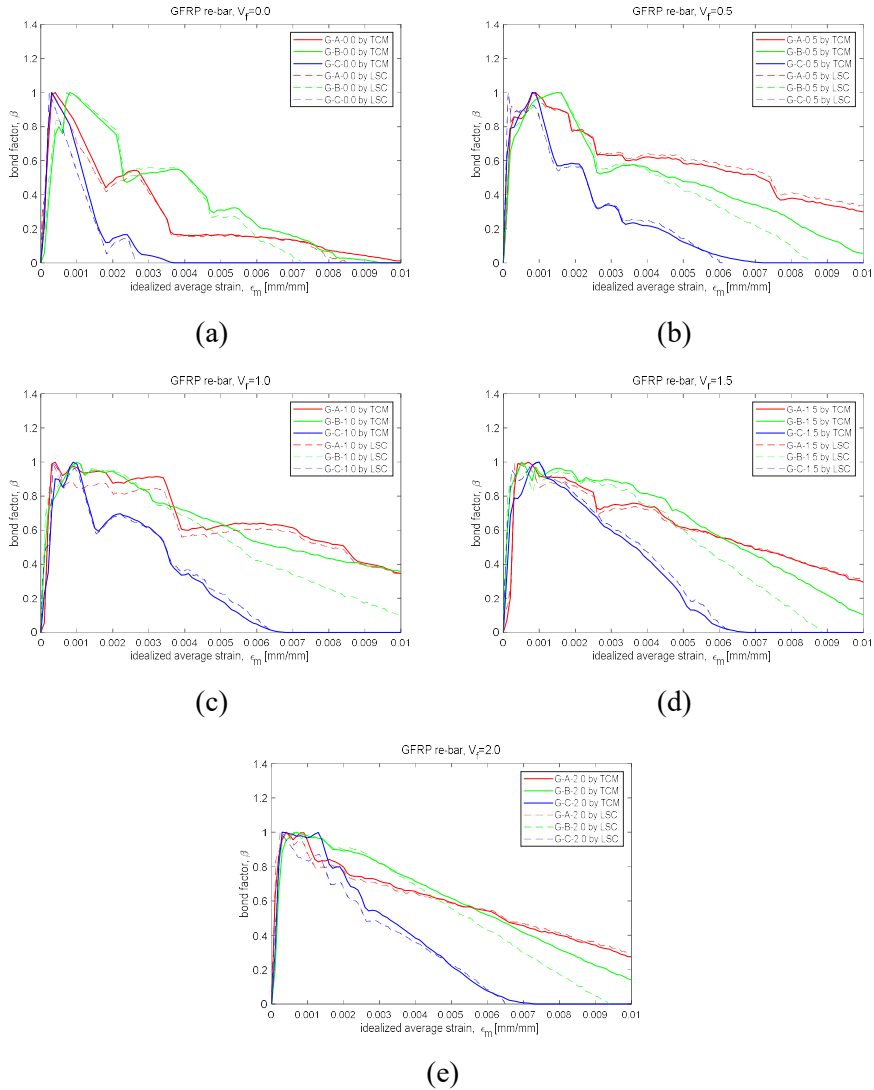 GFRP re-bar, V_f=0.0
1.4
1.2
1
0.8
0.6
0.4
0.2
0
bond factor, β
G-A-0.0 by TCM
G-B-0.0 by TCM
G-C-0.0 by TCM
G-A-0.0 by LSC
G-B-0.0 by LSC
G-C-0.0 by LSC
0 0.001 0.002 0.003 0.004 0.005 0.006 0.007 0.008 0.009 0.01
idealized average strain, ϵ_m [mm/mm]
(a)
GFRP re-bar, V_f=0.5
1.4
1.2
1
0.8
0.6
0.4
0.2
0
bond factor, β
G-A-0.5 by TCM
G-B-0.5 by TCM
G-C-0.5 by TCM
G-A-0.5 by LSC
G-B-0.5 by LSC
G-C-0.5 by LSC
0 0.001 0.002 0.003 0.004 0.005 0.006 0.007 0.008 0.009 0.01
idealized average strain, ϵ_m [mm/mm]
(b)
GFRP re-bar, V_f=1.0
1.4
1.2
1
0.8
0.6
0.4
0.2
0
bond factor, β
G-A-1.0 by TCM
G-B-1.0 by TCM
G-C-1.0 by TCM
G-A-1.0 by LSC
G-B-1.0 by LSC
G-C-1.0 by LSC
0 0.001 0.002 0.003 0.004 0.005 0.006 0.007 0.008 0.009 0.01
idealized average strain, ϵ_m [mm/mm]
(c)
GFRP re-bar, V_f=1.5
1.4
1.2
1
0.8
0.6
0.4
0.2
0
bond factor, β
G-A-1.5 by TCM
G-B-1.5 by TCM
G-C-1.5 by TCM
G-A-1.5 by LSC
G-B-1.5 by LSC
G-C-1.5 by LSC
0 0.001 0.002 0.003 0.004 0.005 0.006 0.007 0.008 0.009 0.01
idealized average strain, ϵ_m [mm/mm]
(d)
GFRP re-bar, V_f=2.0
1.4
1.2
1
0.8
0.6
0.4
0.2
0
bond factor, β
G-A-2.0 by TCM
G-B-2.0 by TCM
G-C-2.0 by TCM
G-A-2.0 by LSC
G-B-2.0 by LSC
G-C-2.0 by LSC
0 0.001 0.002 0.003 0.004 0.005 0.006 0.007 0.008 0.009 0.01
idealized average strain, ϵ_m [mm/mm]
(e)